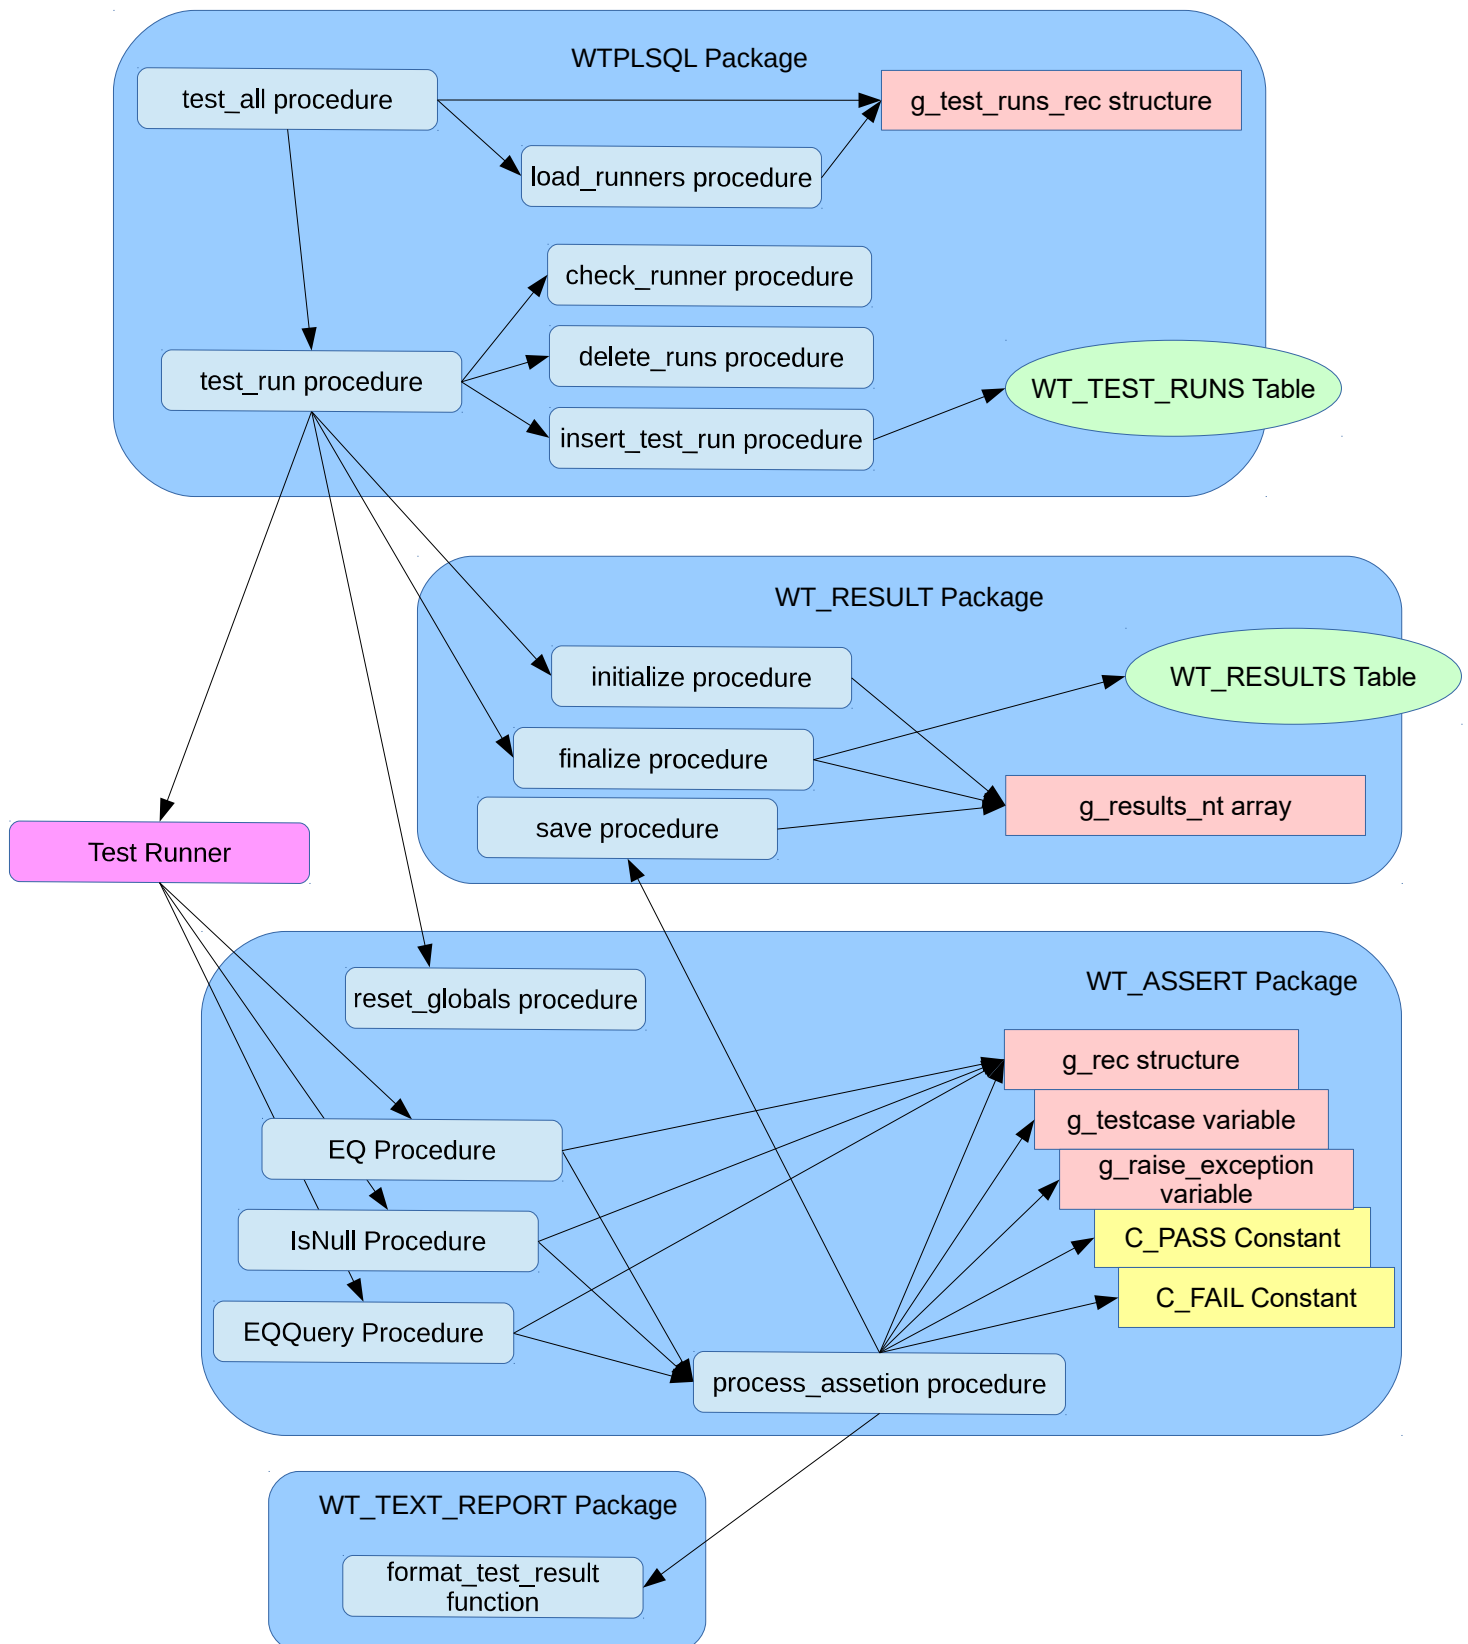 WTPLSQL Package
test_all procedure
g_test_runs_rec structure
load_runners procedure
check_runner procedure
delete_runs procedure
test_run procedure
WT_TEST_RUNS Table
insert_test_run procedure
WT_RESULT Package
initialize procedure
WT_RESULTS Table
finalize procedure
g_results_nt array
save procedure
Test Runner
WT_ASSERT Package
reset_globals procedure
g_rec structure
g_testcase variable
EQ Procedure
g_raise_exception
variable
IsNull Procedure
C_PASS Constant
C_FAIL Constant
EQQuery Procedure
process_assetion procedure
WT_TEXT_REPORT Package
format_test_result
function